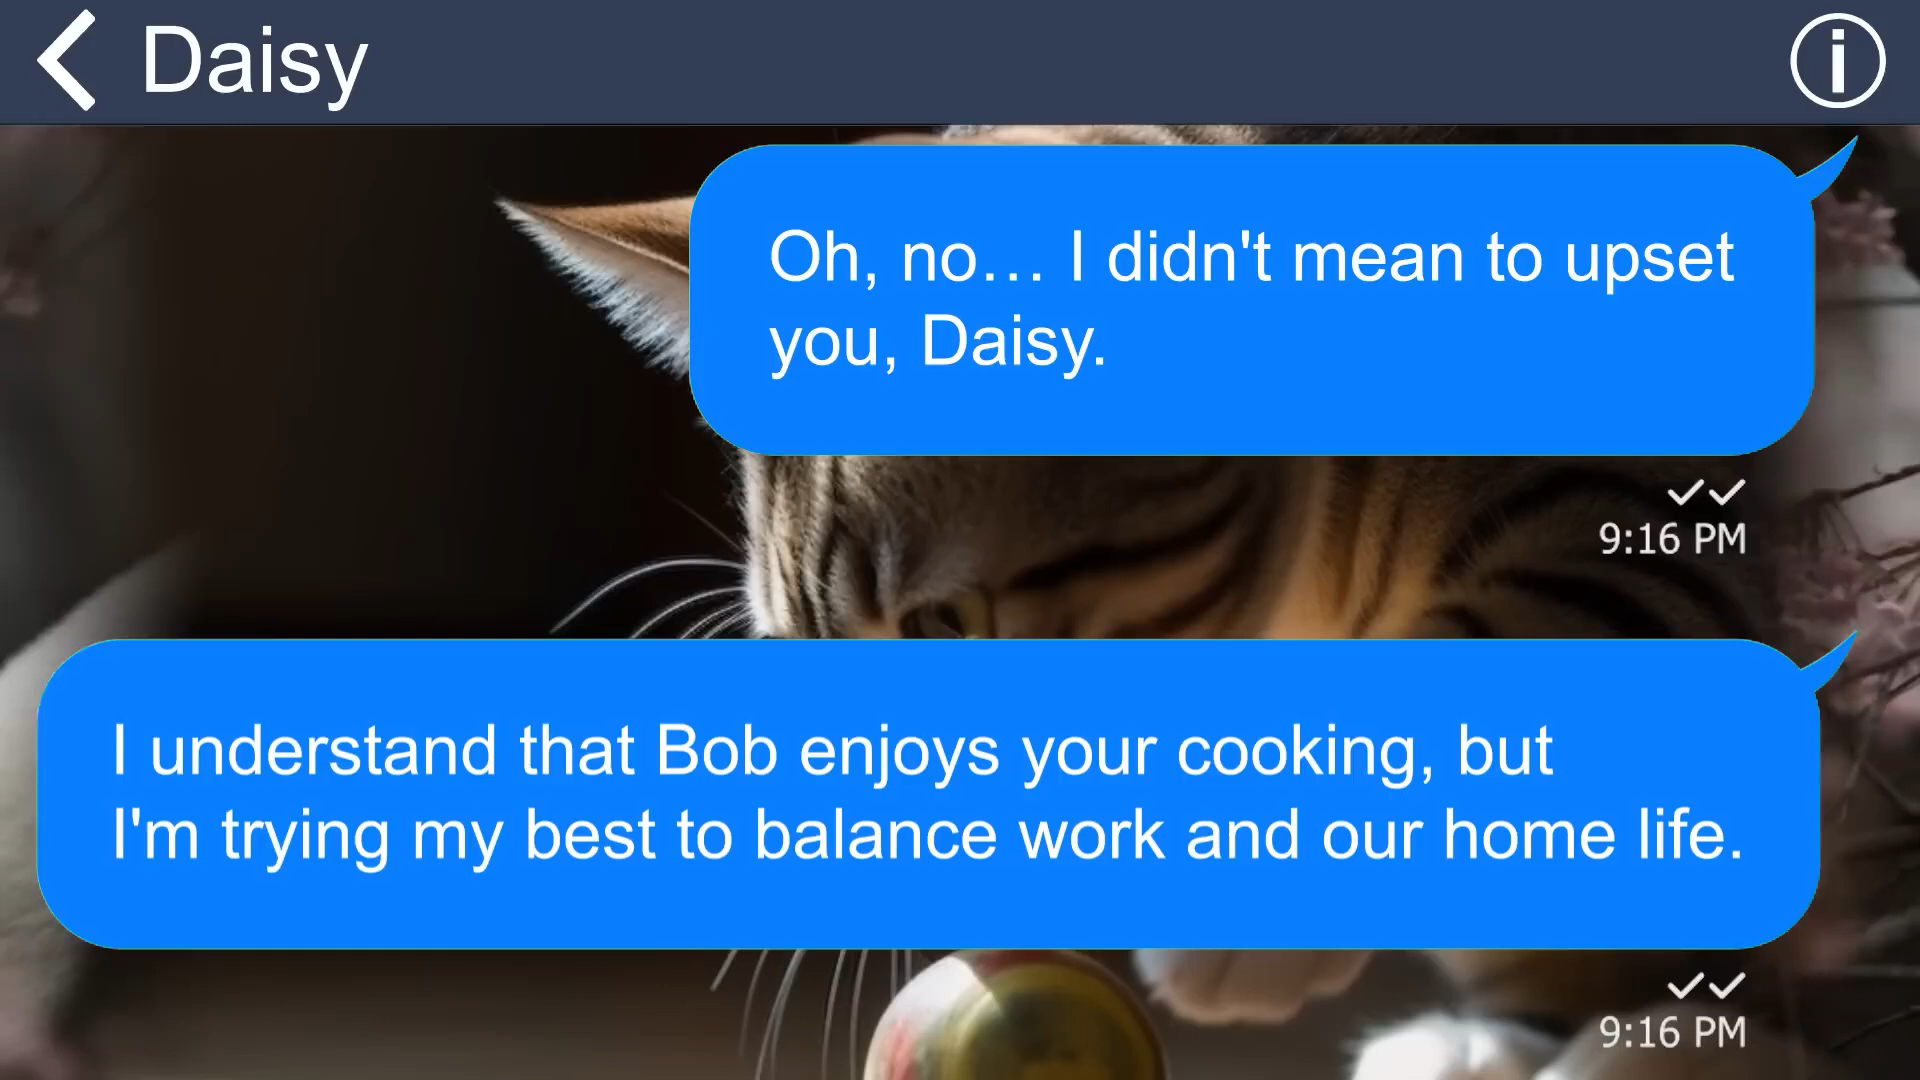 Daisy
Oh, no… I didn't mean to upset
you, Daisy.
9:16 PM
I understand that Bob enjoys your cooking, but
I'm trying my best to balance work and our home life.
9:16 PM